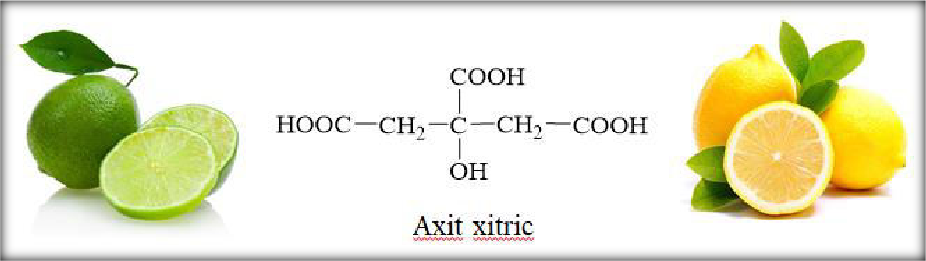 COOH
HOOC—CH₂—C—CH₂—COOH
OH
Axit xitric